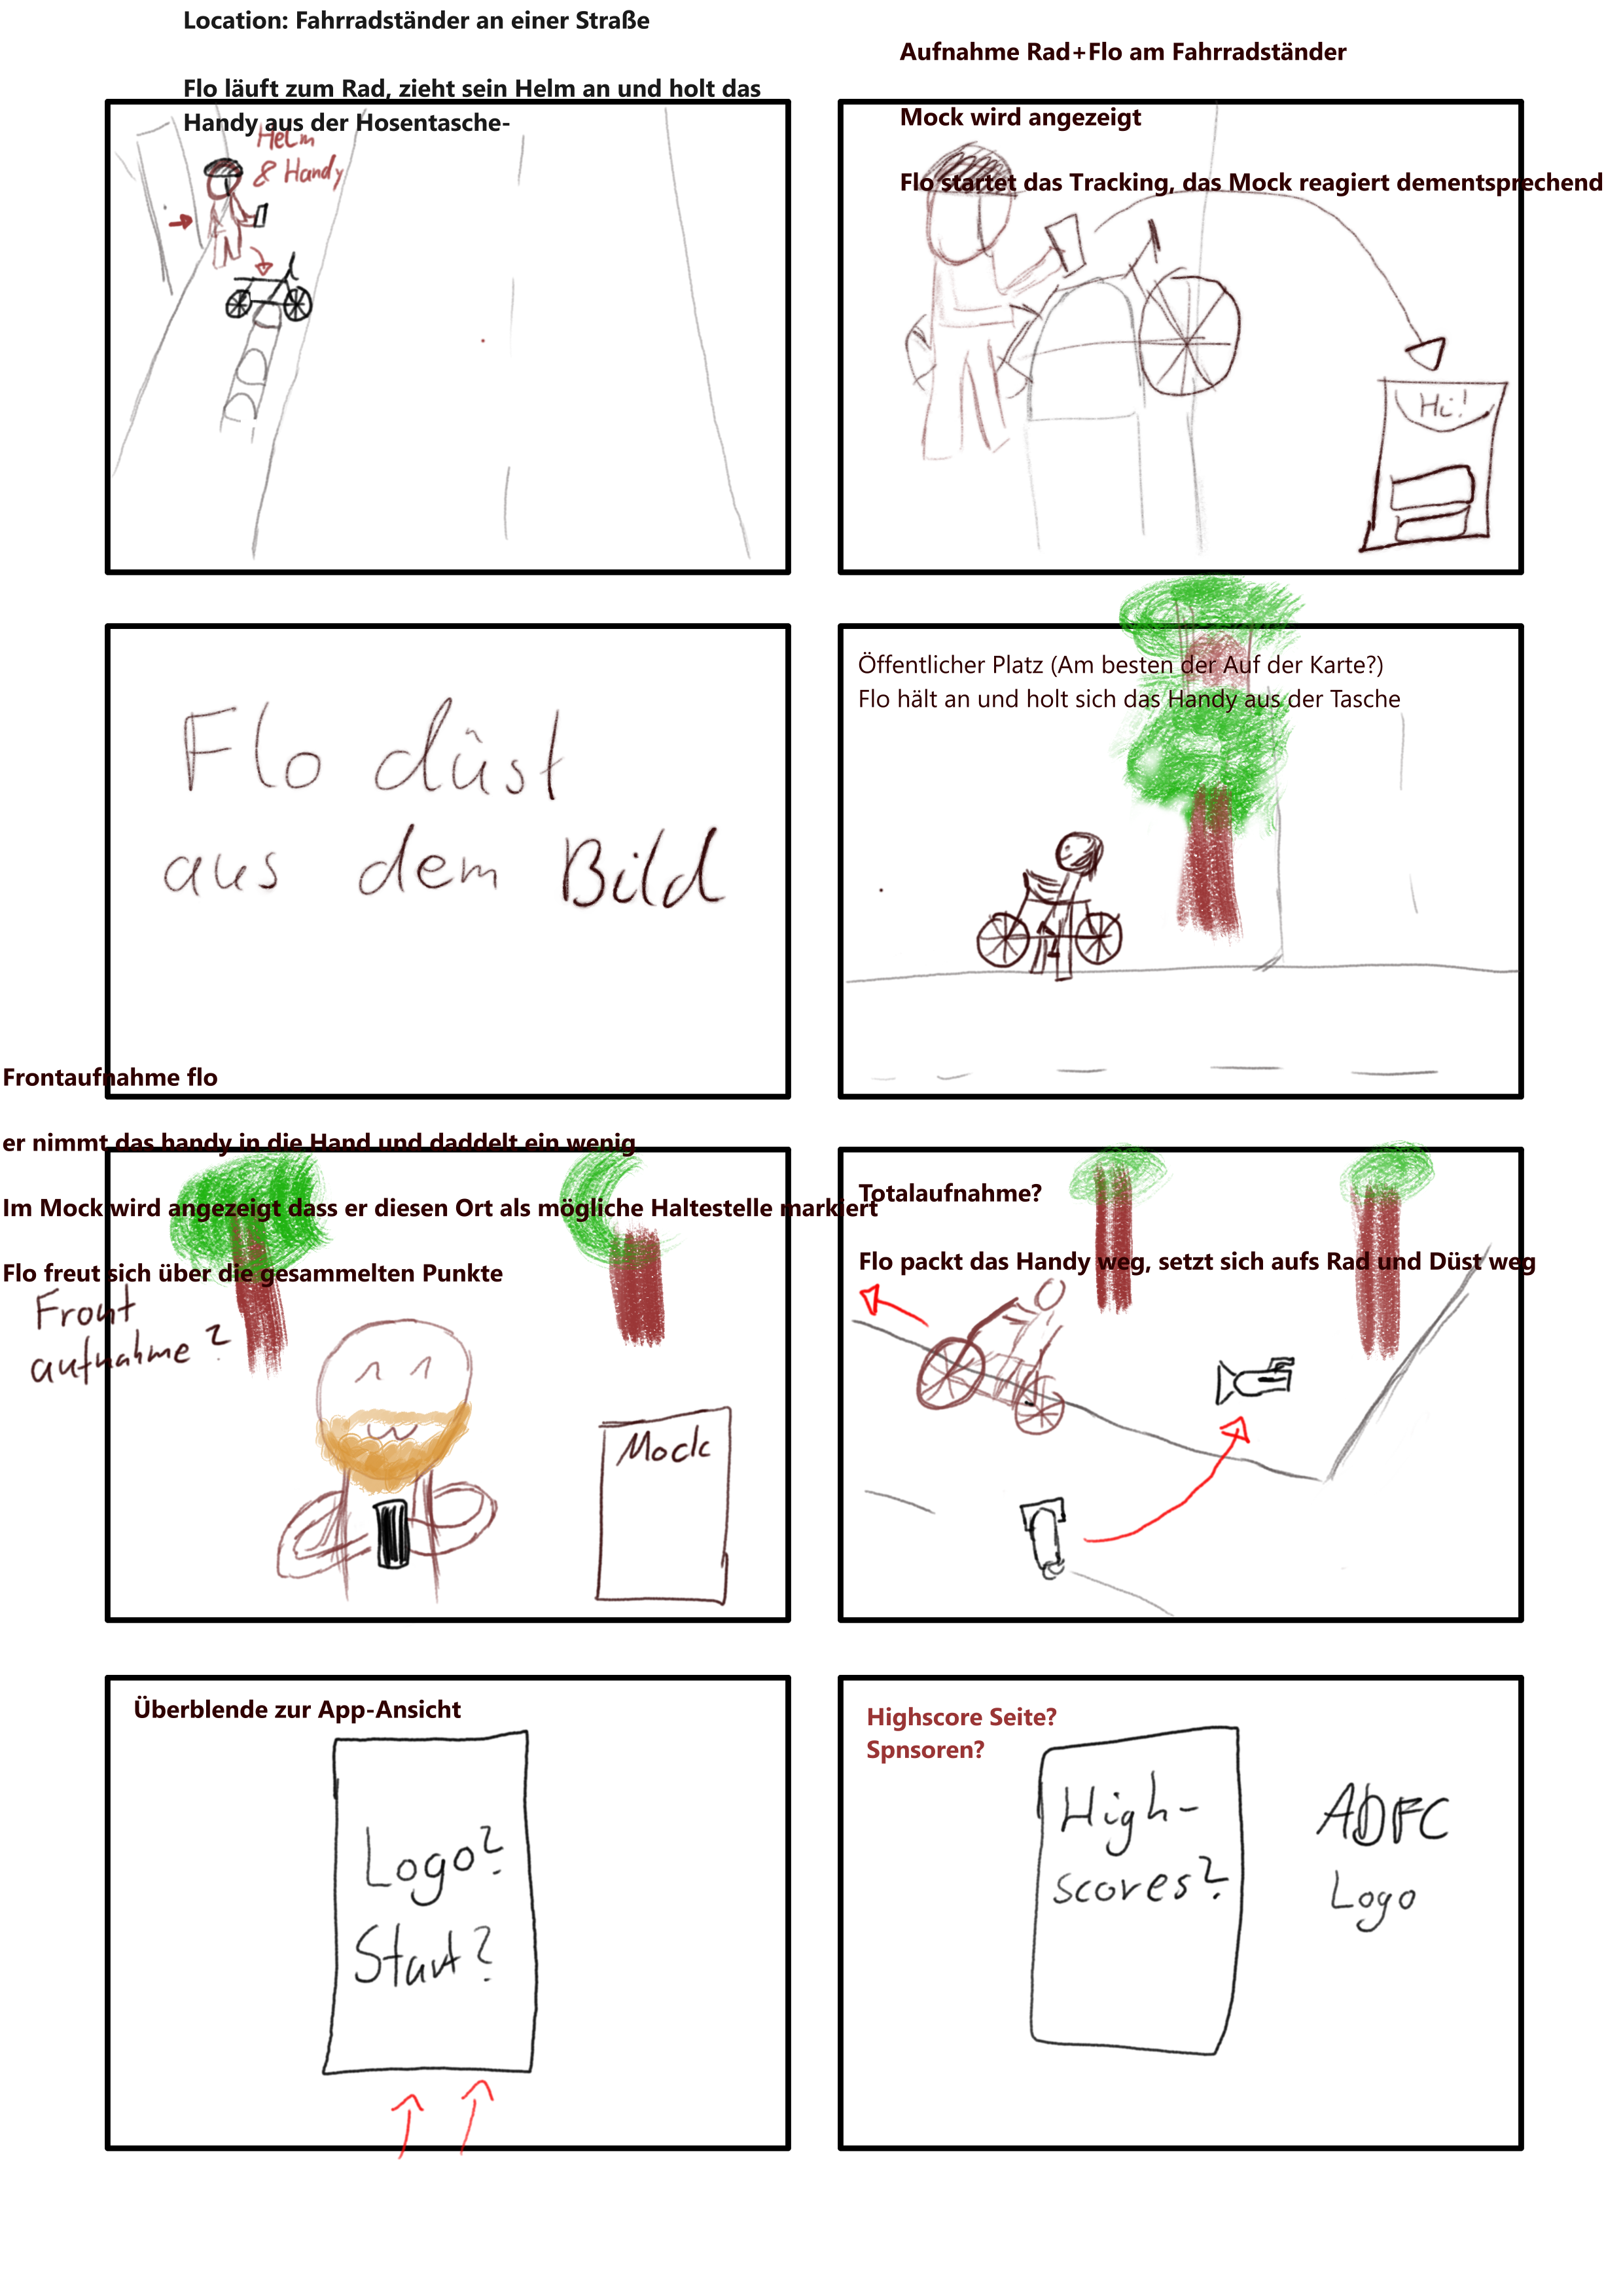 Location: Fahrradständer an einer Straße
Flo läuft zum Rad, zieht sein Helm an und holt das
Handy aus der Hosentasche-
Helm
& Handy
Aufnahme Rad+Flo am Fahrradständer
Mock wird angezeigt
Flo startet das Tracking, das Mock reagiert dementsprechend
Hi!
Flo düst
aus dem Bild
Öffentlicher Platz (Am besten der Auf der Karte?)
Flo hält an und holt sich das Handy aus der Tasche
Frontaufnahme flo
er nimmt das handy in die Hand und daddelt ein wenig
Im Mock wird angezeigt dass er diesen Ort als mögliche Haltestelle markiert
Flo freut sich über die gesammelten Punkte
Front
aufnahme?
Mock
Totalaufnahme?
Flo packt das Handy weg, setzt sich aufs Rad und Düst weg
Überblende zur App-Ansicht
Logo?
Start?
Highscore Seite?
Spnsoren?
High-
scores?
ADFC
Logo